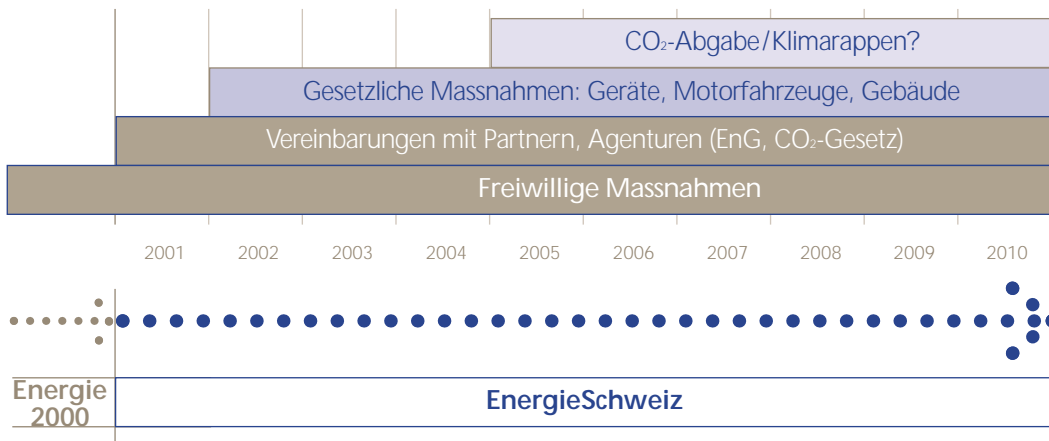 CO₂-Abgabe/Klimarappen?
Gesetzliche Massnahmen: Geräte, Motorfahrzeuge, Gebäude
Vereinbarungen mit Partnern, Agenturen (EnG, CO₂-Gesetz)
Freiwillige Massnahmen
2001 2002 2003 2004 2005 2006 2007 2008 2009 2010
Energie
2000
EnergieSchweiz